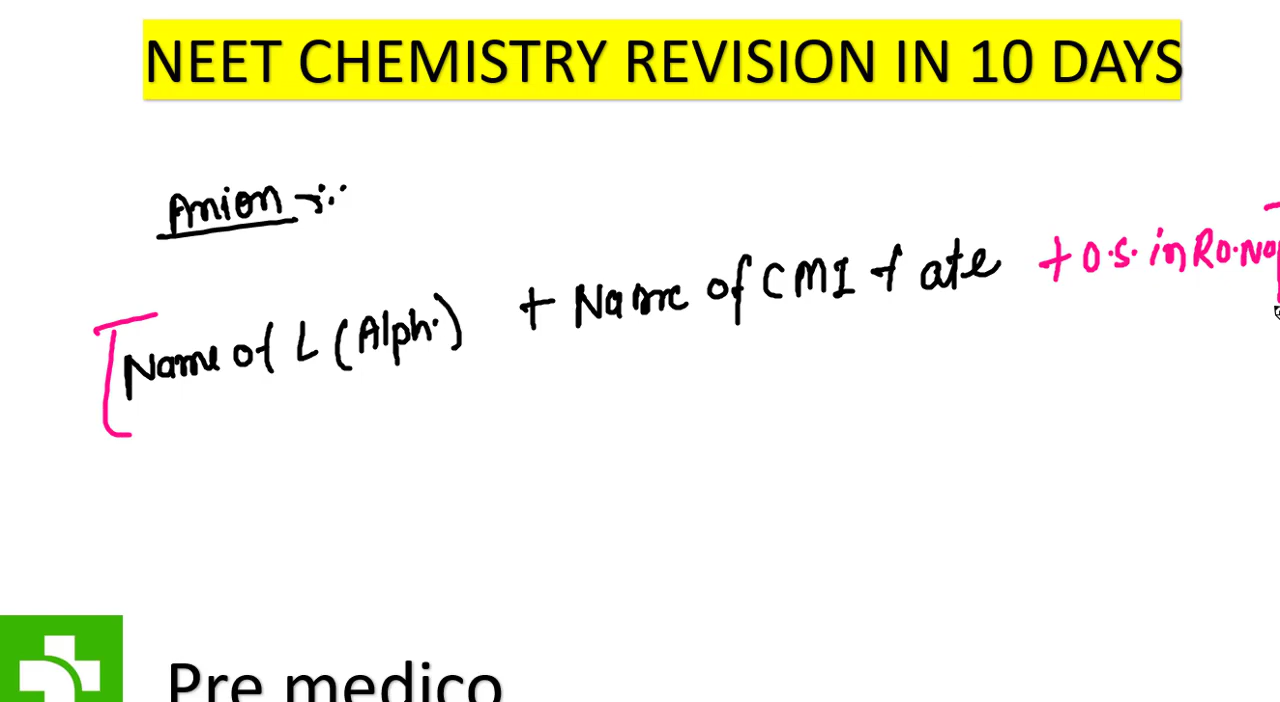 NEET CHEMISTRY REVISION IN 10 DAYS
Anion -:
[Name of L (Alph.) + Name of CMI + ate + O.S. in RO.No]
Pre medico